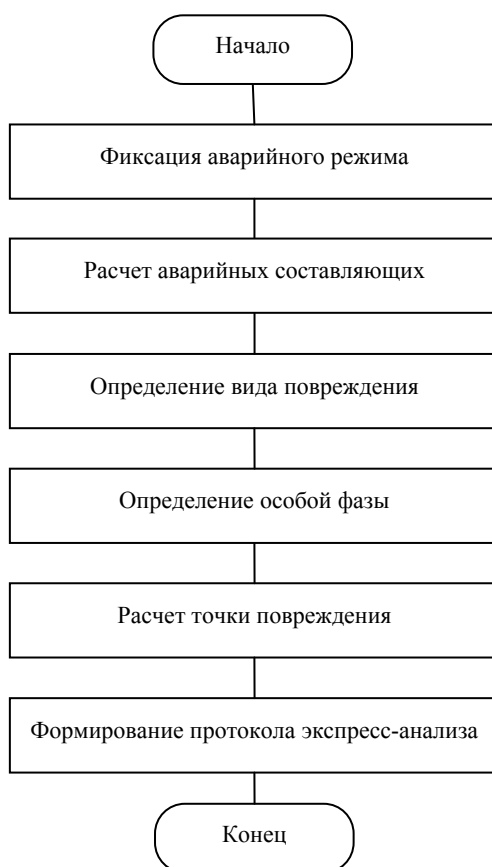 Начало
Фиксация аварийного режима
Расчет аварийных составляющих
Определение вида повреждения
Определение особой фазы
Расчет точки повреждения
Формирование протокола экспресс-анализа
Конец